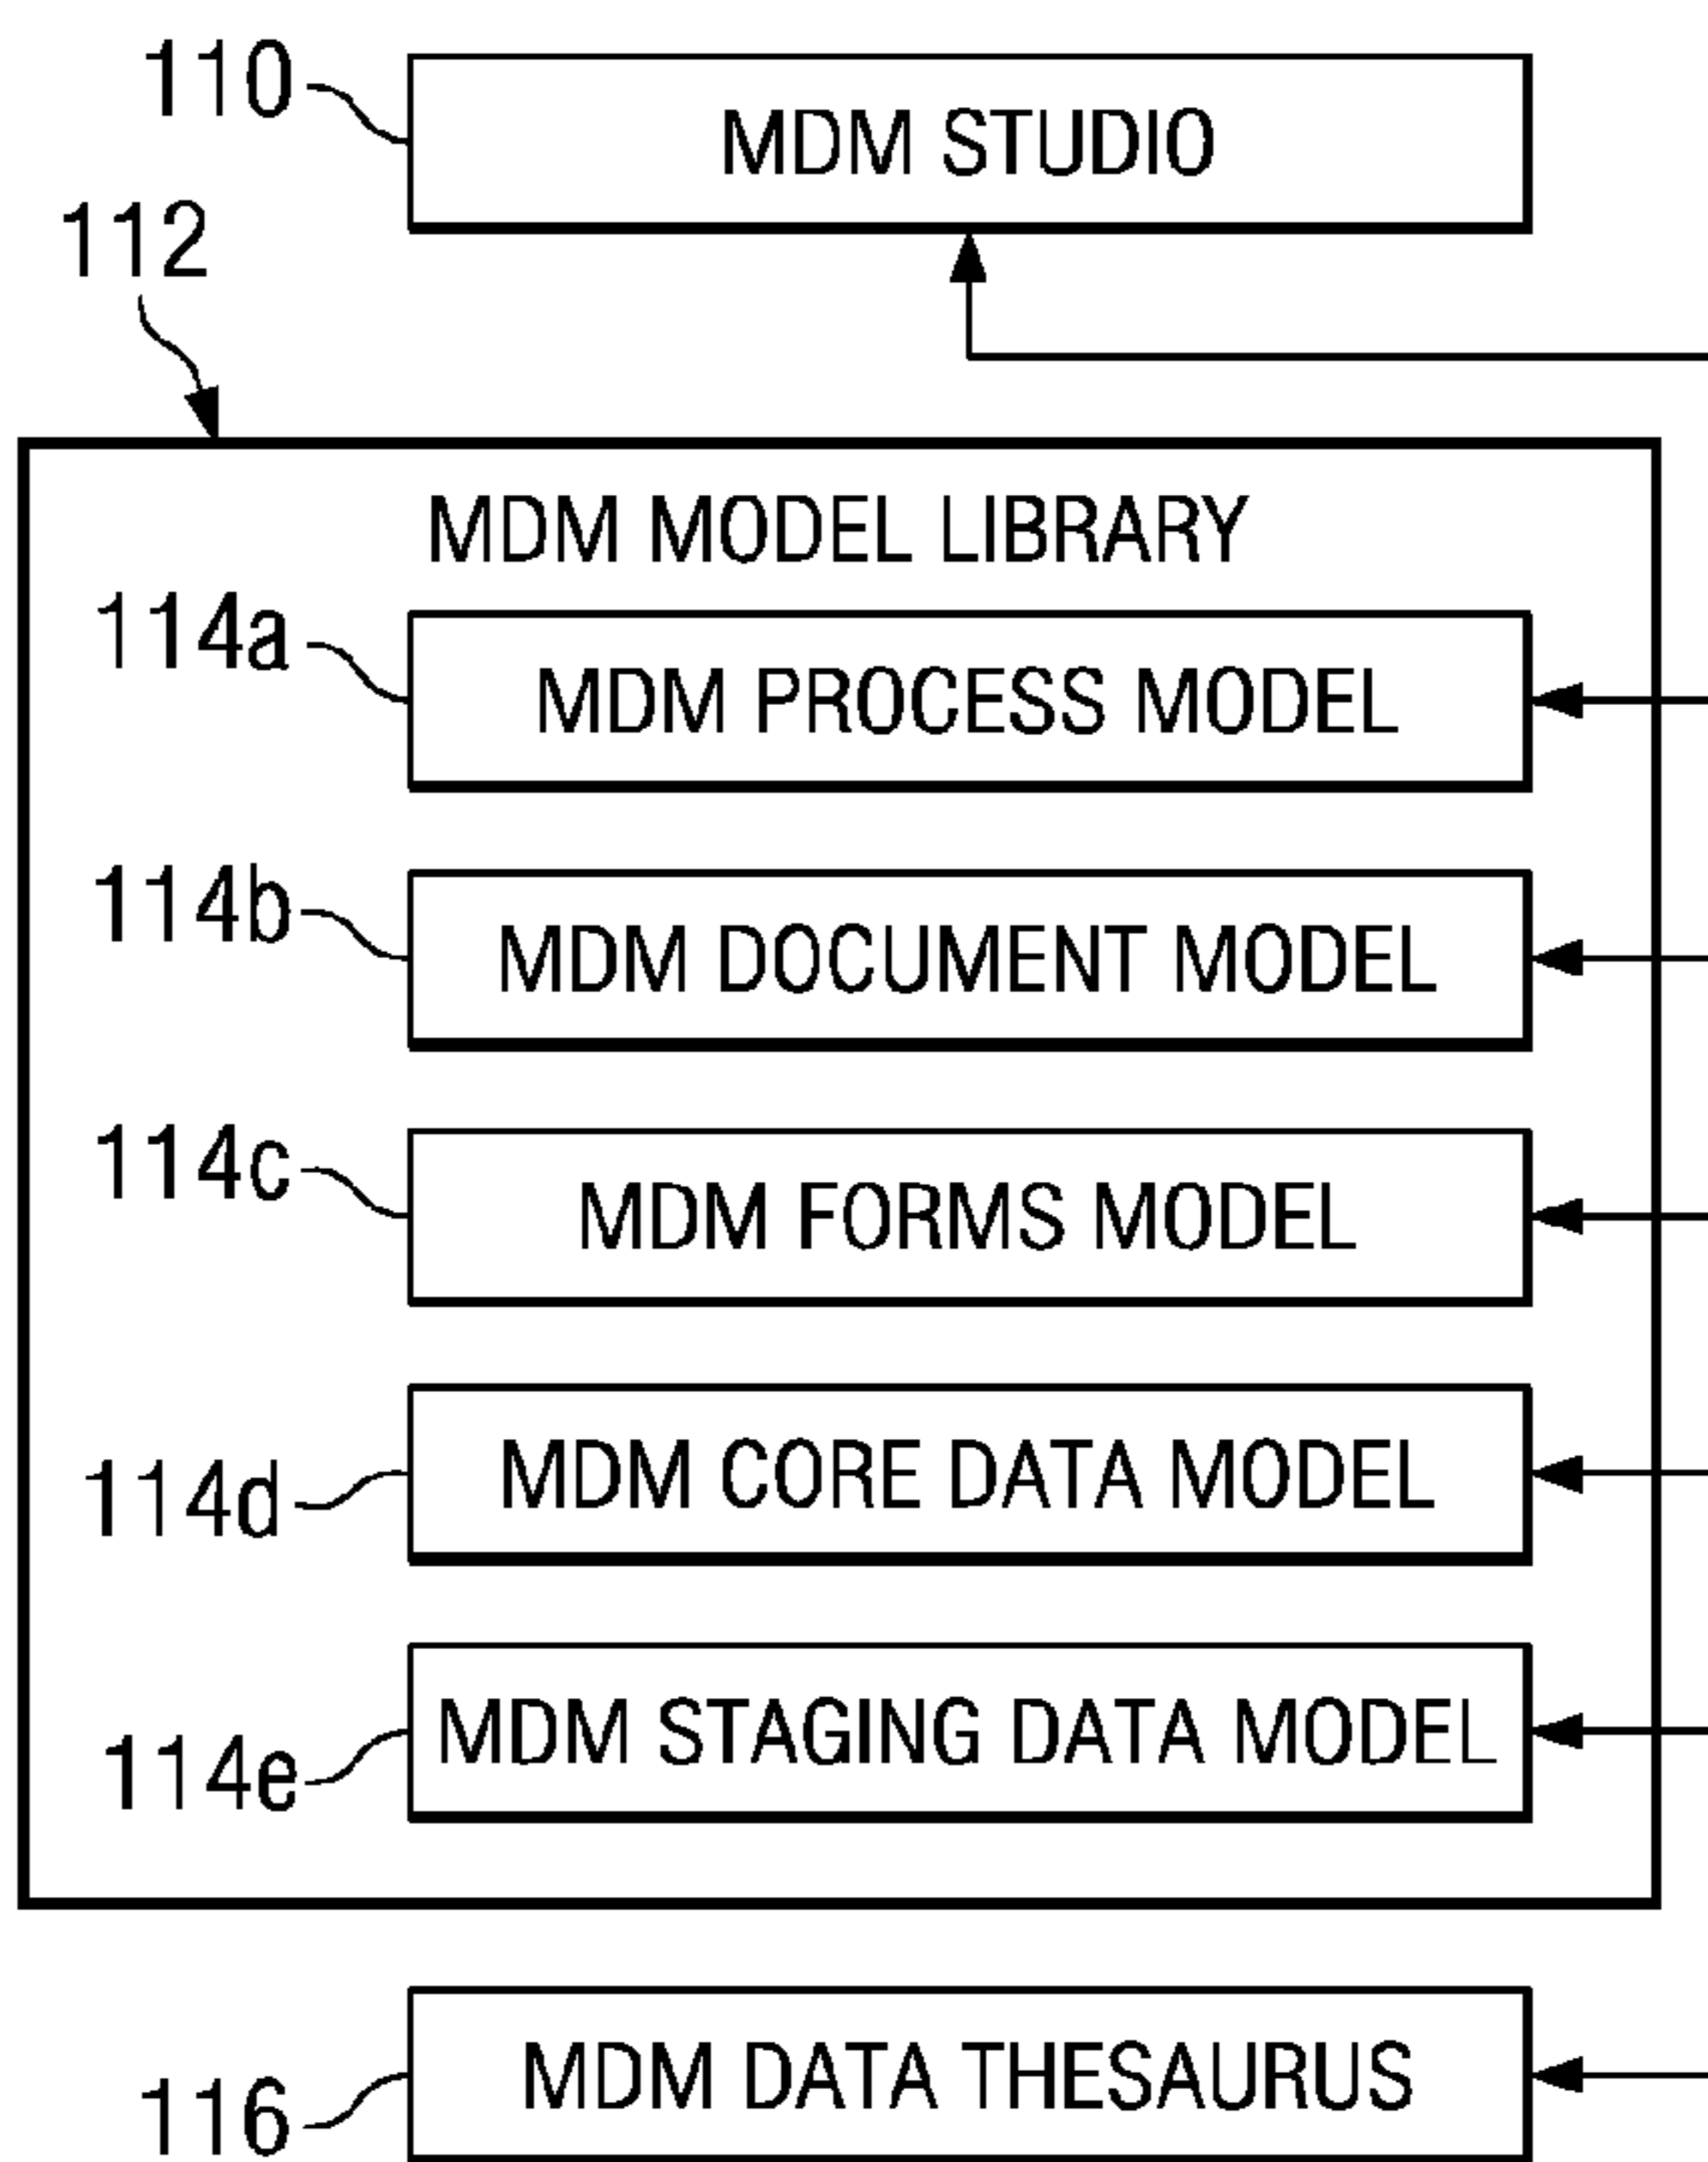 110
MDM STUDIO
112
MDM MODEL LIBRARY
114a
MDM PROCESS MODEL
114b
MDM DOCUMENT MODEL
114c
MDM FORMS MODEL
114d
MDM CORE DATA MODEL
114e
MDM STAGING DATA MODEL
116
MDM DATA THESAURUS